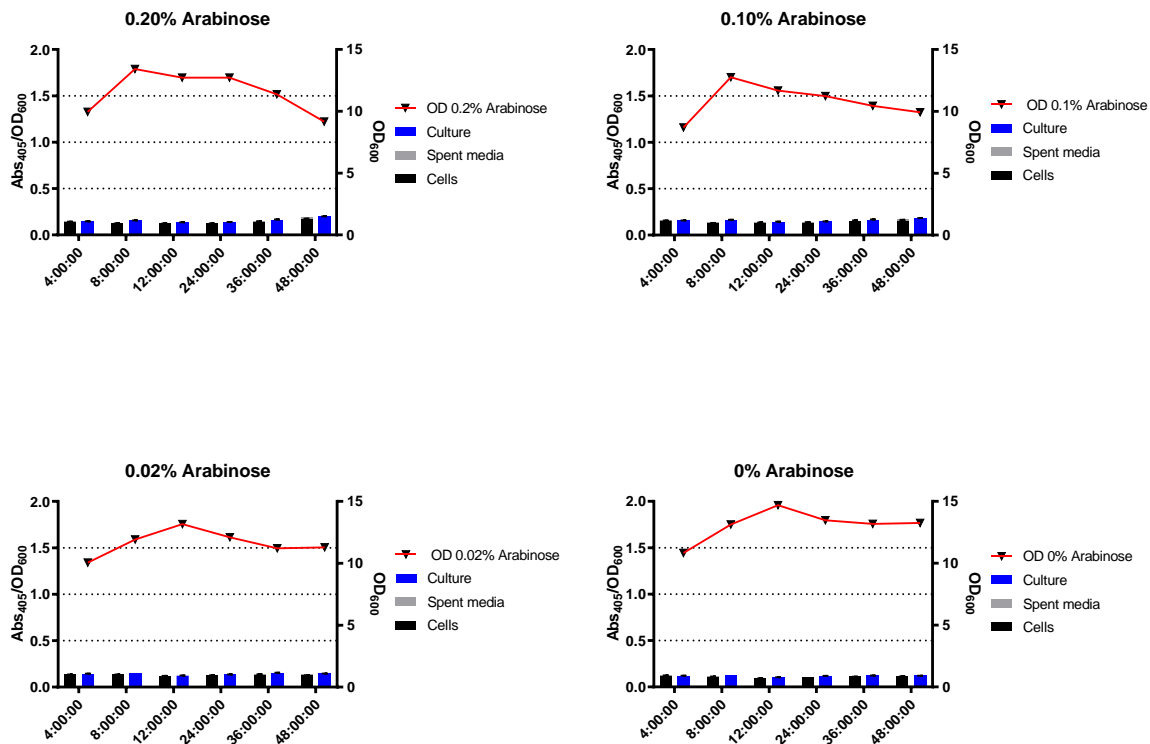 0.20% Arabinose
2.0
1.5
1.0
0.5
0.0
Abs405/OD600
15
10
5
0
OD600
4:00:00
8:00:00
12:00:00
24:00:00
36:00:00
48:00:00
OD 0.2% Arabinose
Culture
Spent media
Cells
0.10% Arabinose
2.0
1.5
1.0
0.5
0.0
Abs405/OD600
15
10
5
0
OD600
4:00:00
8:00:00
12:00:00
24:00:00
36:00:00
48:00:00
OD 0.1% Arabinose
Culture
Spent media
Cells
0.02% Arabinose
2.0
1.5
1.0
0.5
0.0
Abs405/OD600
15
10
5
0
OD600
4:00:00
8:00:00
12:00:00
24:00:00
36:00:00
48:00:00
OD 0.02% Arabinose
Culture
Spent media
Cells
0% Arabinose
2.0
1.5
1.0
0.5
0.0
Abs405/OD600
15
10
5
0
OD600
4:00:00
8:00:00
12:00:00
24:00:00
36:00:00
48:00:00
OD 0% Arabinose
Culture
Spent media
Cells